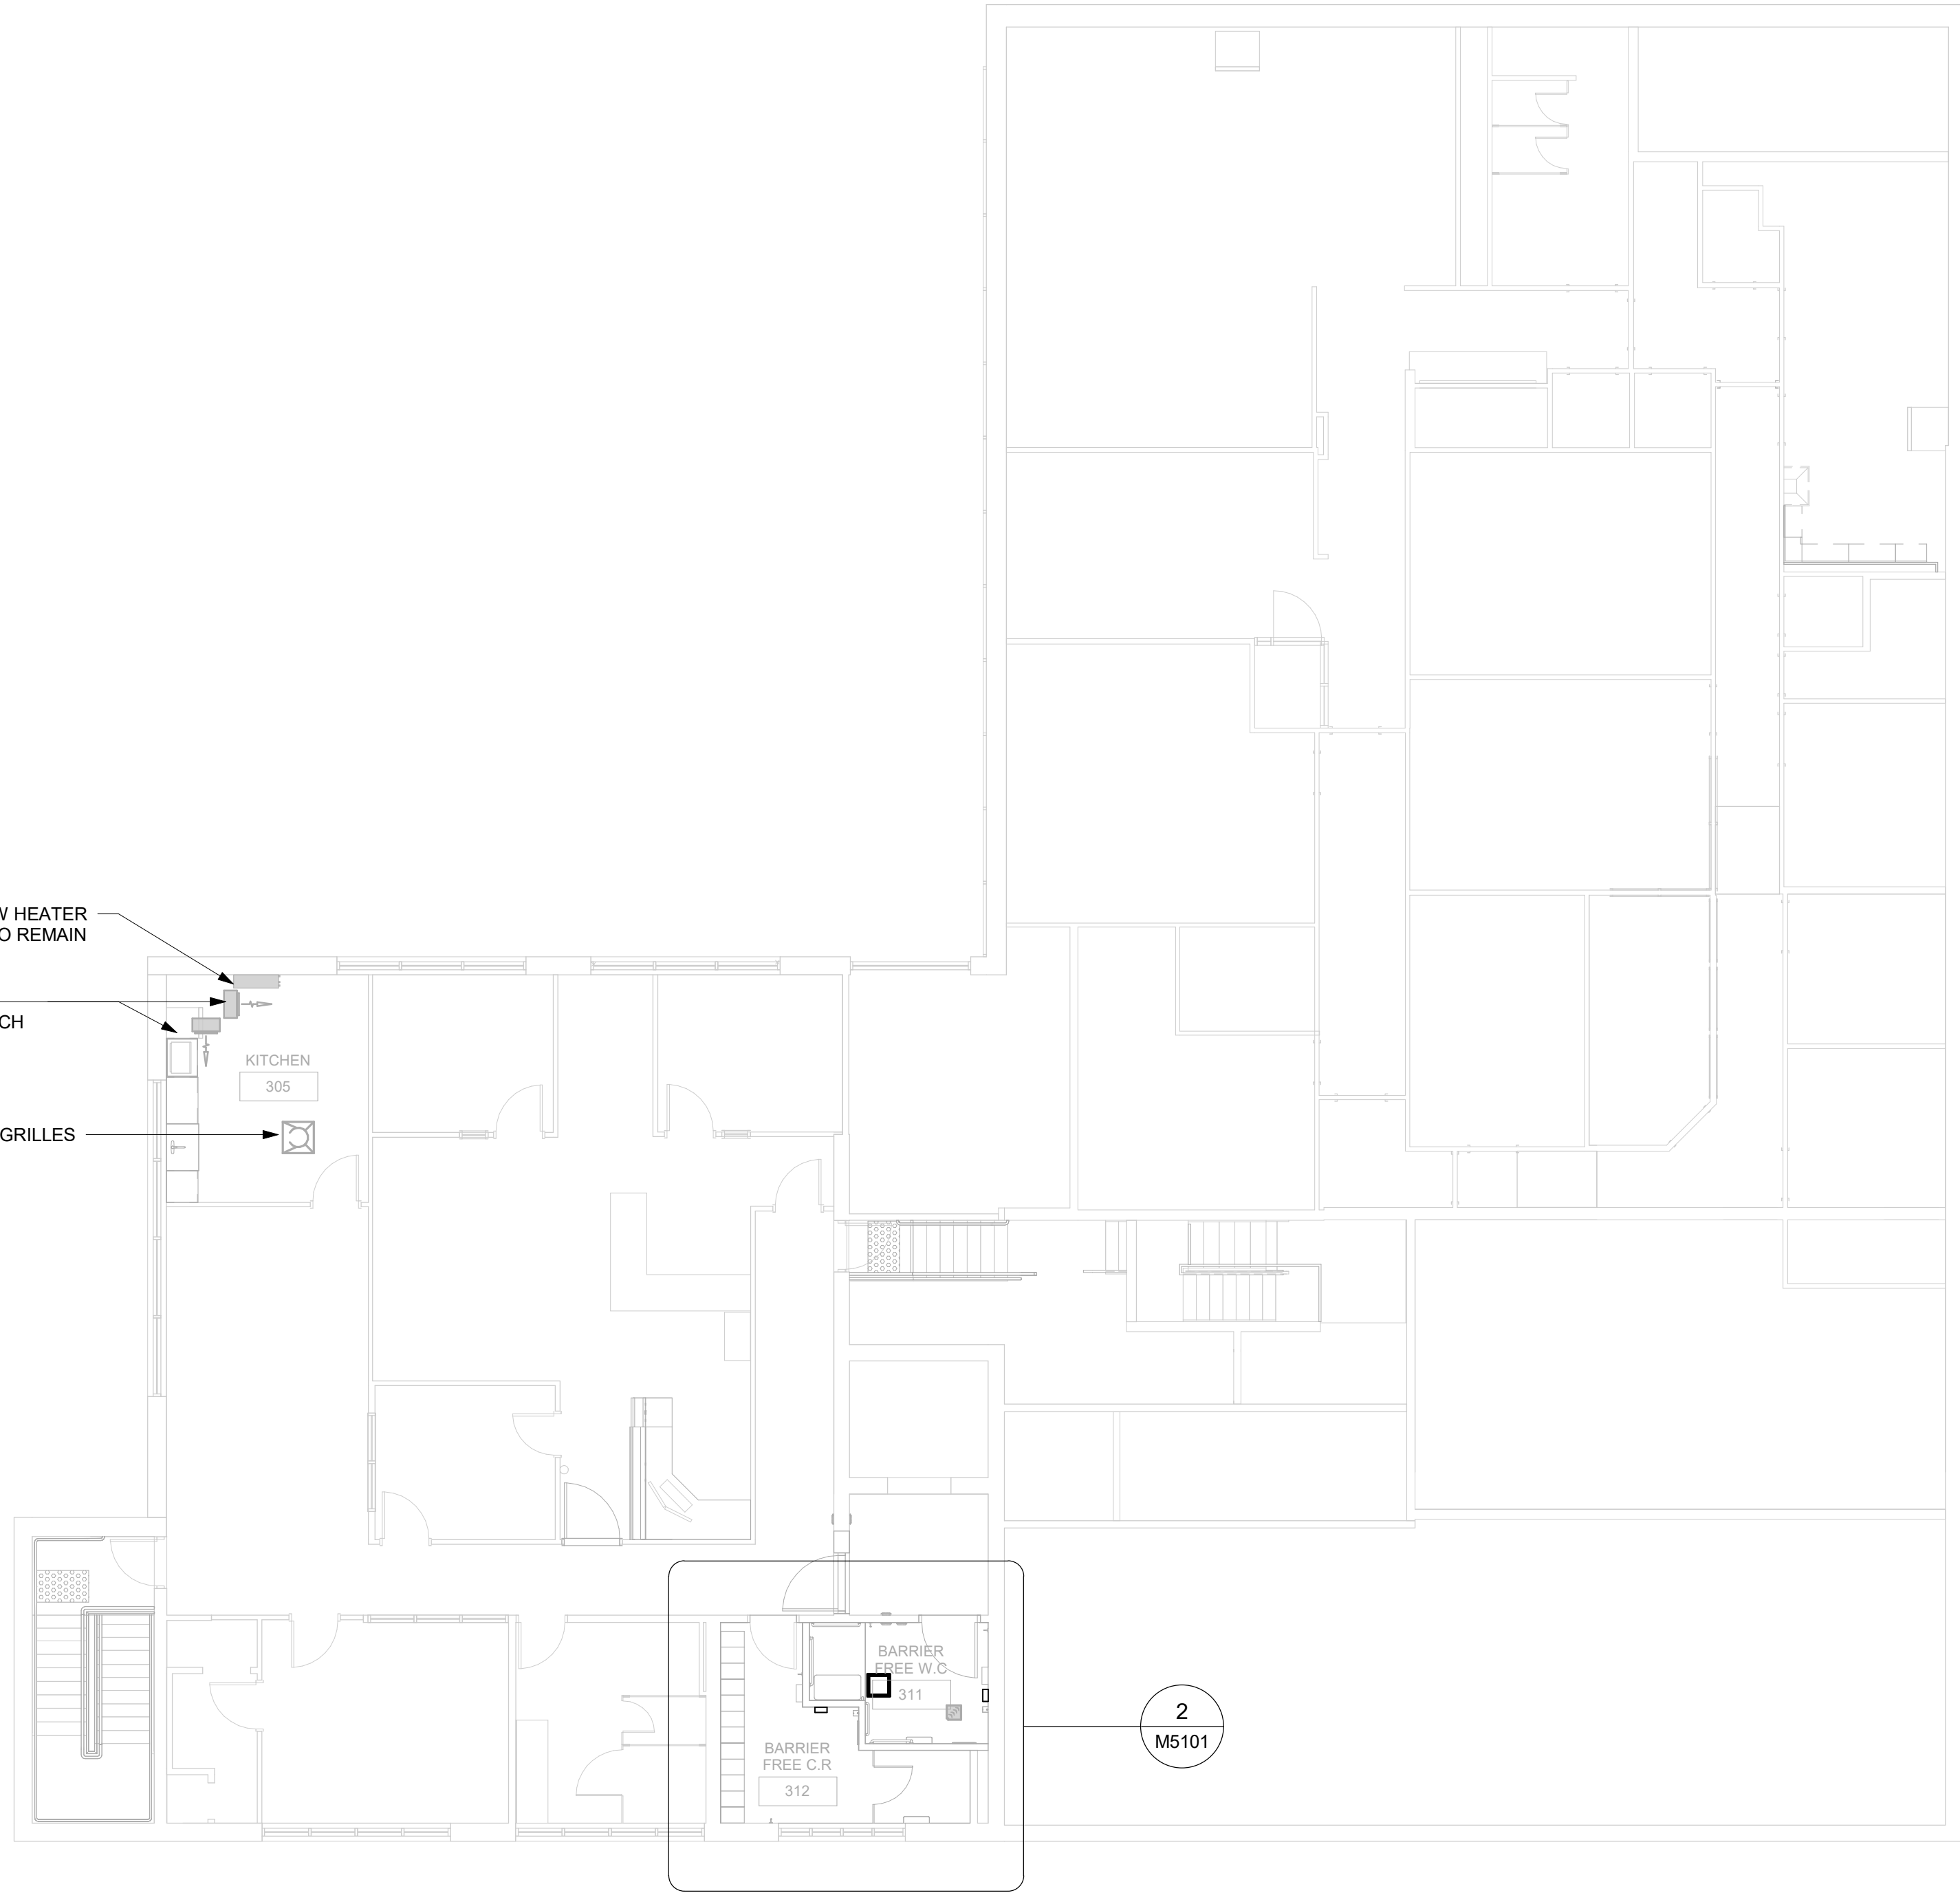 HEATER
O REMAIN
CH
KITCHEN
305
GRILLES
BARRIER
FREE W.C
311
BARRIER
FREE C.R
312
2
M5101